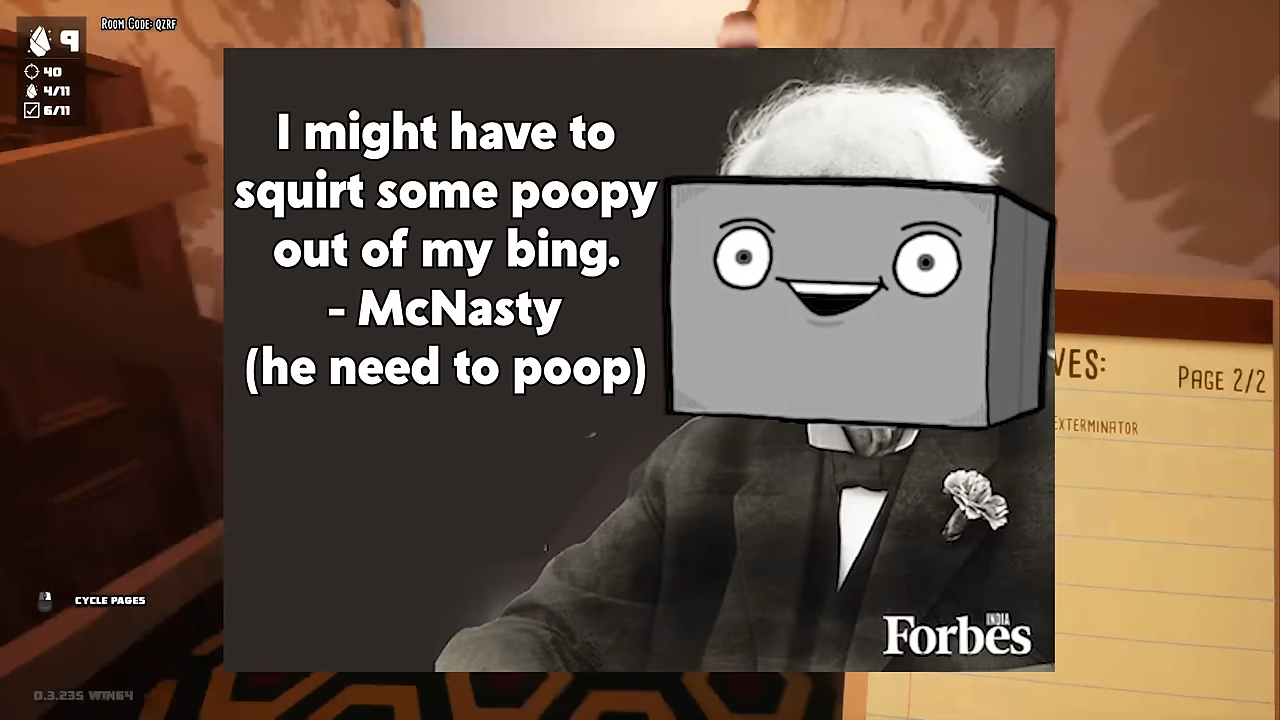 9
ROOM CODE: QZRF
40
4/11
6/11
I might have to
squirt some poopy
out of my bing.
- McNasty
(he need to poop)
VES:
PAGE 2/2
EXTERMINATOR
CYCLE PAGES
Forbes
INDIA
0.3.235 WIN64